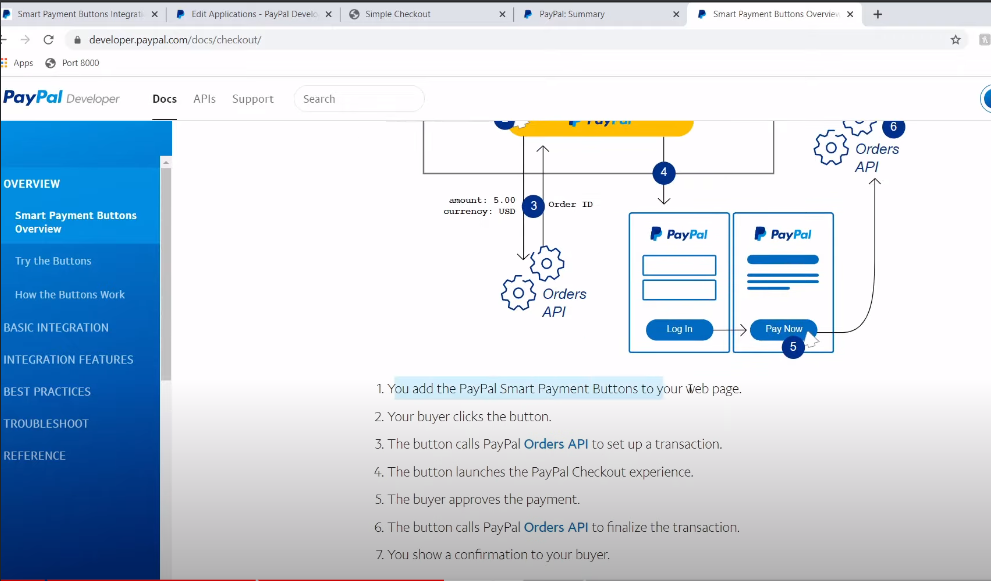 Smart Payment Buttons Integrat
Edit Applications - PayPal Develo
Simple Checkout
PayPal: Summary
Smart Payment Buttons Overview
developer.paypal.com/docs/checkout/
Apps
Port 8000
PayPal Developer
Docs
APIs
Support
Search
OVERVIEW
Smart Payment Buttons
Overview
Try the Buttons
How the Buttons Work
BASIC INTEGRATION
INTEGRATION FEATURES
BEST PRACTICES
TROUBLESHOOT
REFERENCE
PayPal
6
Orders
API
4
amount: 5.00
currency: USD
3
Order ID
Orders
API
PayPal
PayPal
Log In
Pay Now
5
1. You add the PayPal Smart Payment Buttons to your web page.
2. Your buyer clicks the button.
3. The button calls PayPal Orders API to set up a transaction.
4. The button launches the PayPal Checkout experience.
5. The buyer approves the payment.
6. The button calls PayPal Orders API to finalize the transaction.
7. You show a confirmation to your buyer.